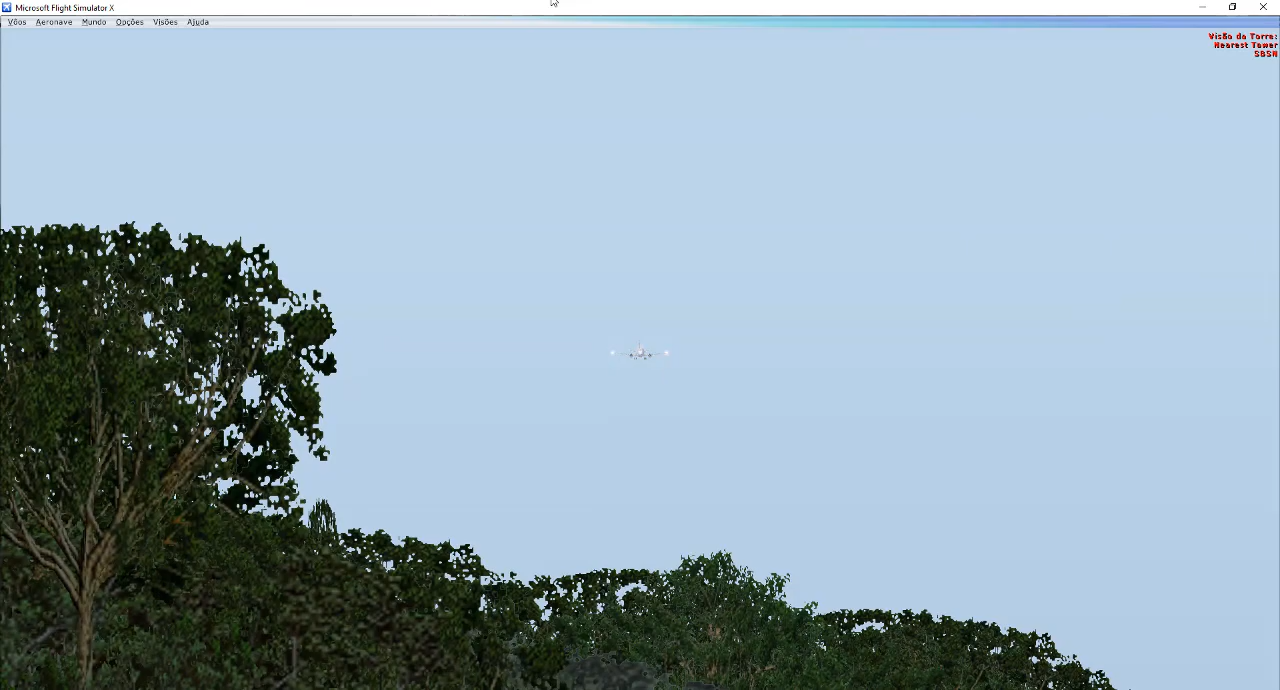 Microsoft Flight Simulator X
Vôos Aeronave Mundo Opções Visões Ajuda
Visão da Torre:
Nearest Tower
SBSN